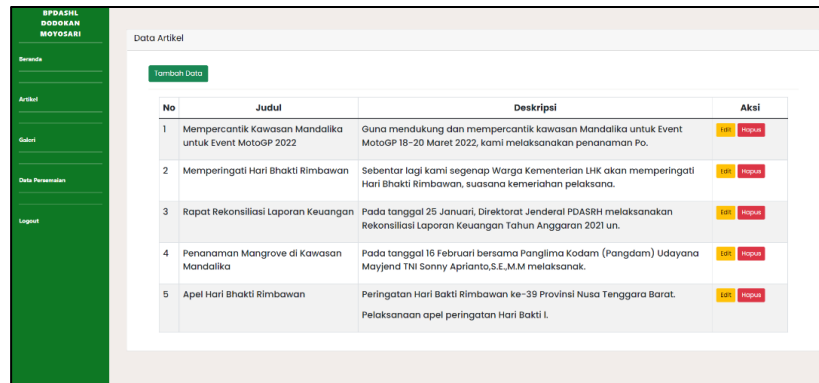 BPDASHL
DODOKAN
MOYOSARI
Beranda
Artikel
Galeri
Data Persemaian
Logout
Data Artikel
Tambah Data
No Judul Deskripsi Aksi
1 Mempercantik Kawasan Mandalika Guna mendukung dan mempercantik kawasan Mandalika untuk Event Edit Hapus
untuk Event MotoGP 2022 MotoGP 18-20 Maret 2022, kami melaksanakan penanaman Po.
2 Memperingati Hari Bhakti Rimbawan Sebentar lagi kami segenap Warga Kementerian LHK akan memperingati Edit Hapus
Hari Bhakti Rimbawan, suasana kemeriahan pelaksana.
3 Rapat Rekonsiliasi Laporan Keuangan Pada tanggal 25 Januari, Direktorat Jenderal PDASRH melaksanakan Edit Hapus
Rekonsiliasi Laporan Keuangan Tahun Anggaran 2021 un.
4 Penanaman Mangrove di Kawasan Pada tanggal 16 Februari bersama Panglima Kodam (Pangdam) Udayana Edit Hapus
Mandalika Mayjend TNI Sonny Aprianto,S.E.,M.M melaksanak.
5 Apel Hari Bhakti Rimbawan Peringatan Hari Bakti Rimbawan ke-39 Provinsi Nusa Tenggara Barat. Edit Hapus
Pelaksanaan apel peringatan Hari Bakti l.